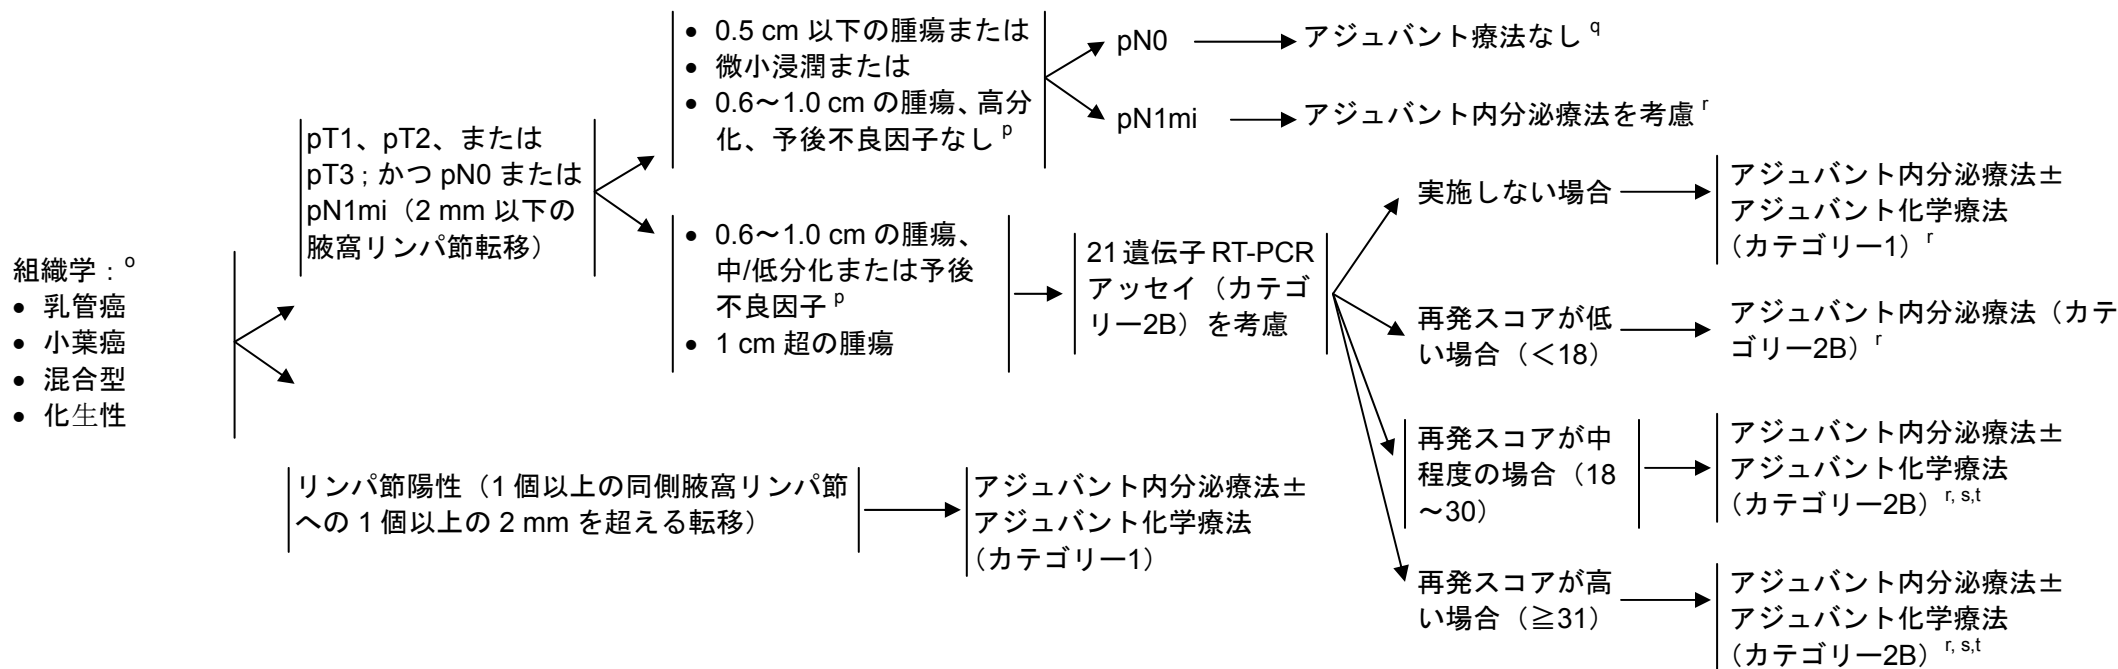 組織学：o
• 乳管癌
• 小葉癌
• 混合型
• 化生性
pT1、pT2、または
pT3；かつ pN0 または
pN1mi（2 mm 以下の
腋窩リンパ節転移）
• 0.5 cm 以下の腫瘍または
• 微小浸潤または
• 0.6～1.0 cm の腫瘍、高分
化、予後不良因子なし p
pN0
アジュバント療法なし q
pN1mi
アジュバント内分泌療法を考慮 r
• 0.6～1.0 cm の腫瘍、
中/低分化または予後
不良因子 p
• 1 cm 超の腫瘍
21 遺伝子 RT-PCR
アッセイ（カテゴ
リー2B）を考慮
実施しない場合
アジュバント内分泌療法±
アジュバント化学療法
（カテゴリー1）r
再発スコアが低
い場合（＜18）
アジュバント内分泌療法（カテ
ゴリー2B）r
再発スコアが中
程度の場合（18
～30）
アジュバント内分泌療法±
アジュバント化学療法
（カテゴリー2B）r, s,t
再発スコアが高
い場合（≧31）
アジュバント内分泌療法±
アジュバント化学療法
（カテゴリー2B）r, s,t
リンパ節陽性（1 個以上の同側腋窩リンパ節
への 1 個以上の 2 mm を超える転移）
アジュバント内分泌療法±
アジュバント化学療法
（カテゴリー1）